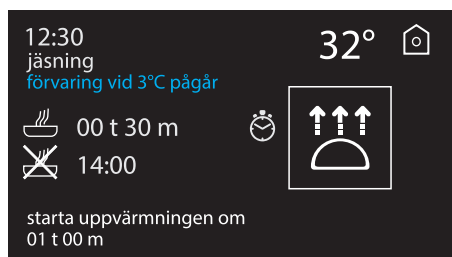 12:30
32°
jäsning
förvaring vid 3°C pågår
00 t 30 m
14:00
starta uppvärmningen om
01 t 00 m